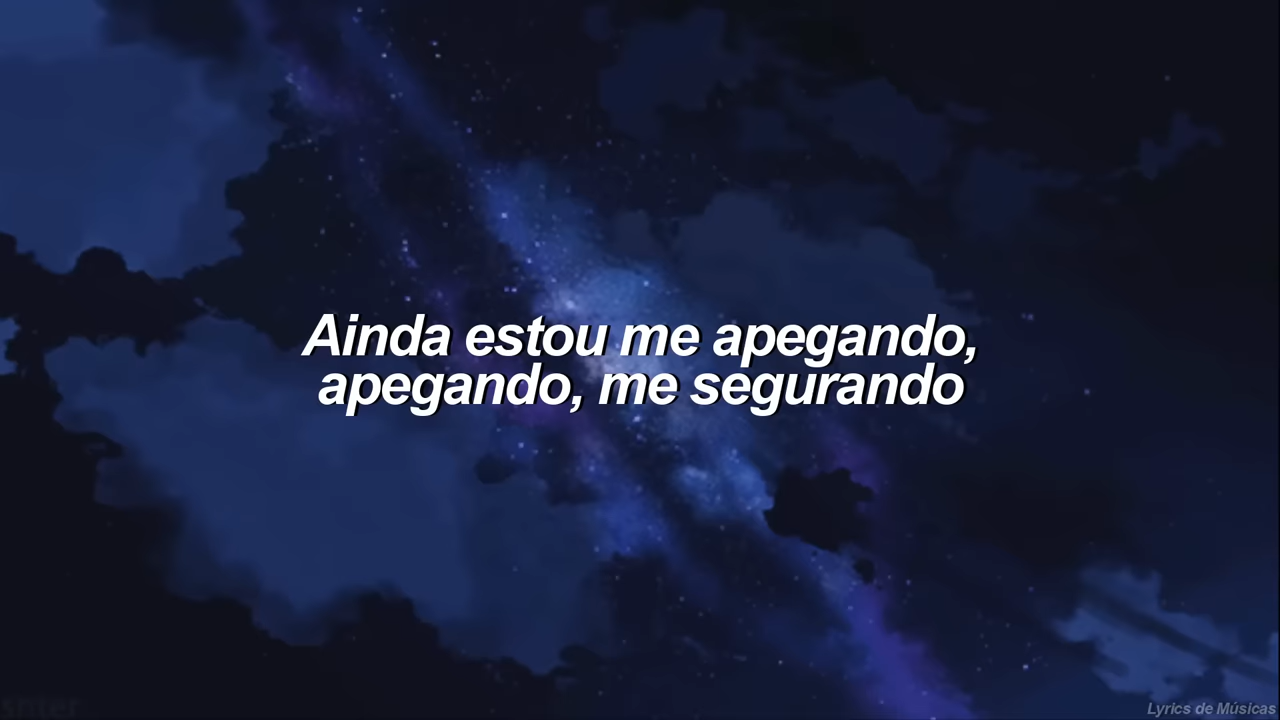 Ainda estou me apegando,
apegando, me segurando
Lyrics de Músicas